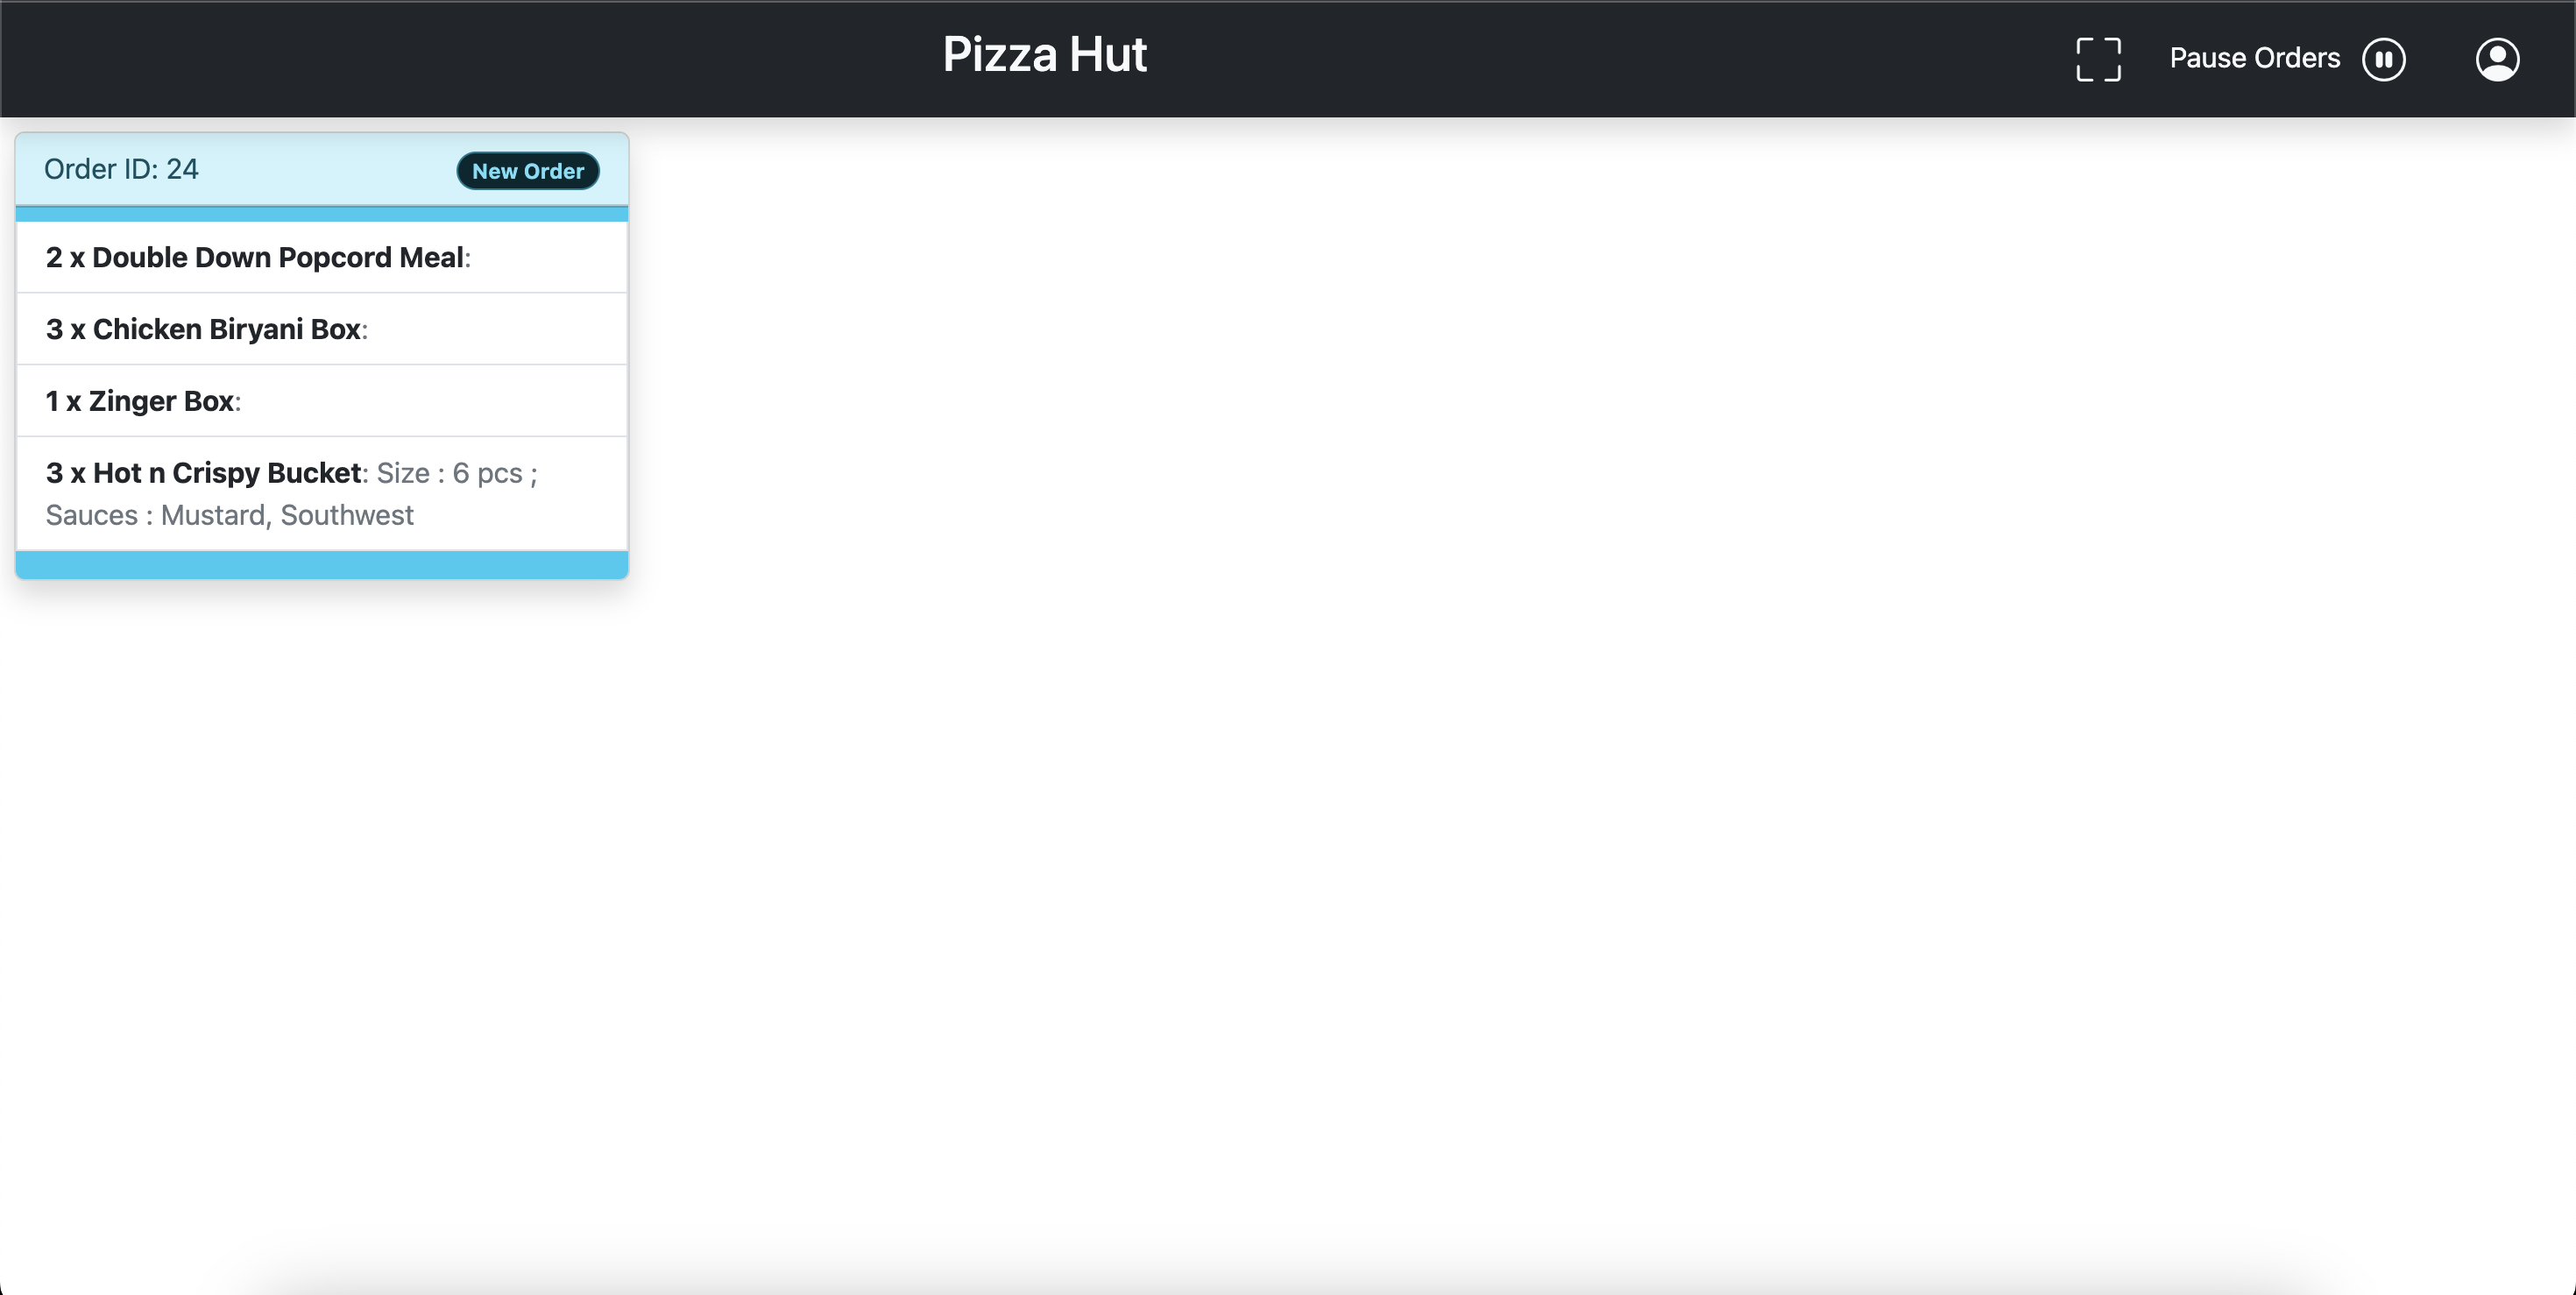 Pizza Hut
Pause Orders
Order ID: 24
New Order
2 x Double Down Popcord Meal:
3 x Chicken Biryani Box:
1 x Zinger Box:
3 x Hot n Crispy Bucket: Size : 6 pcs ;
Sauces : Mustard, Southwest